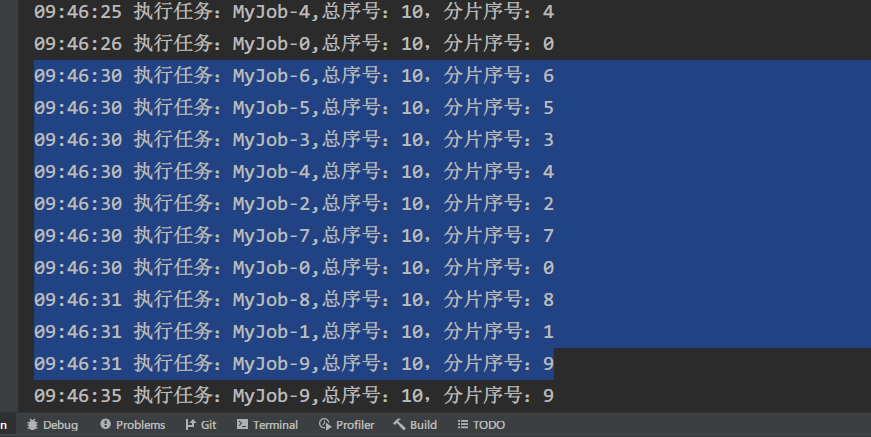 09:46:25 执行任务：MyJob-4,总序号：10，分片序号：4
09:46:26 执行任务：MyJob-0,总序号：10，分片序号：0
09:46:30 执行任务：MyJob-6,总序号：10，分片序号：6
09:46:30 执行任务：MyJob-5,总序号：10，分片序号：5
09:46:30 执行任务：MyJob-3,总序号：10，分片序号：3
09:46:30 执行任务：MyJob-4,总序号：10，分片序号：4
09:46:30 执行任务：MyJob-2,总序号：10，分片序号：2
09:46:30 执行任务：MyJob-7,总序号：10，分片序号：7
09:46:30 执行任务：MyJob-0,总序号：10，分片序号：0
09:46:31 执行任务：MyJob-8,总序号：10，分片序号：8
09:46:31 执行任务：MyJob-1,总序号：10，分片序号：1
09:46:31 执行任务：MyJob-9,总序号：10，分片序号：9
09:46:35 执行任务：MyJob-9,总序号：10，分片序号：9
n Debug Problems Git Terminal Profiler Build TODO